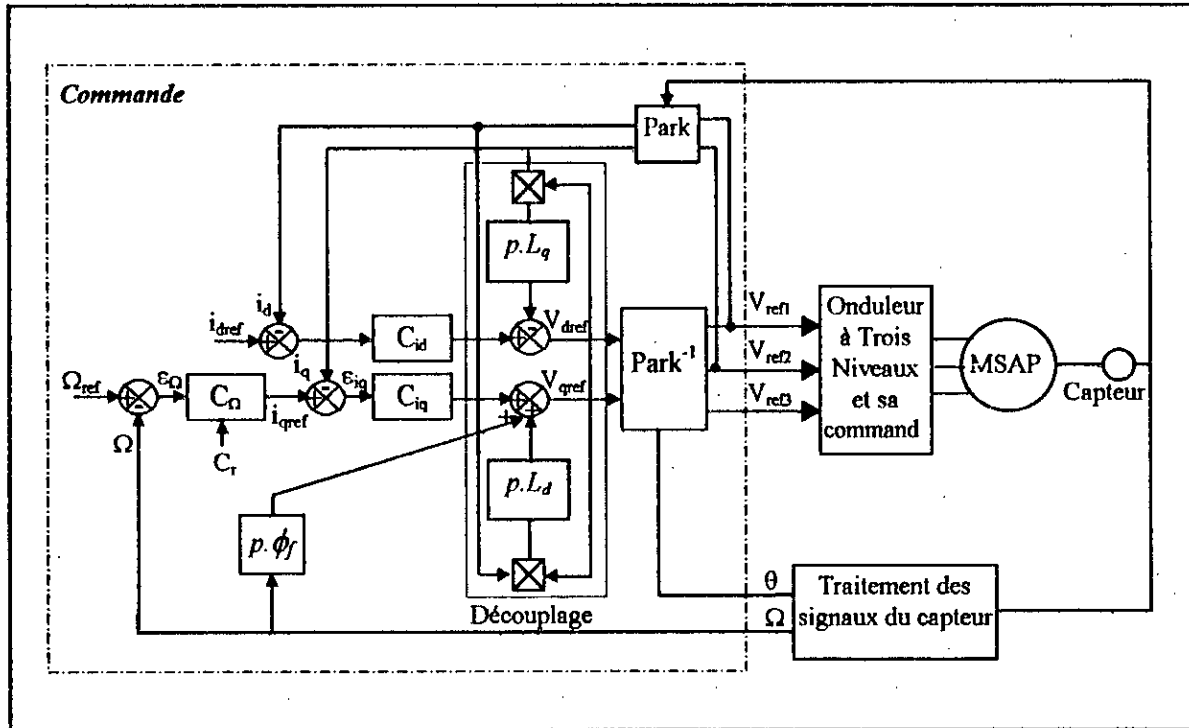 Commande
Park
p.L_q
i_d
i_dref
C_id
V_dref
i_q
Ω_ref
ε_Ω
C_Ω
i_qref
ε_iq
C_iq
V_qref
Park⁻¹
V_ref1
V_ref2
V_ref3
Onduleur
à Trois
Niveaux
et sa
command
MSAP
Capteur
Ω
C_r
p.L_d
p.ϕ_f
Découplage
θ
Ω
Traitement des
signaux du capteur